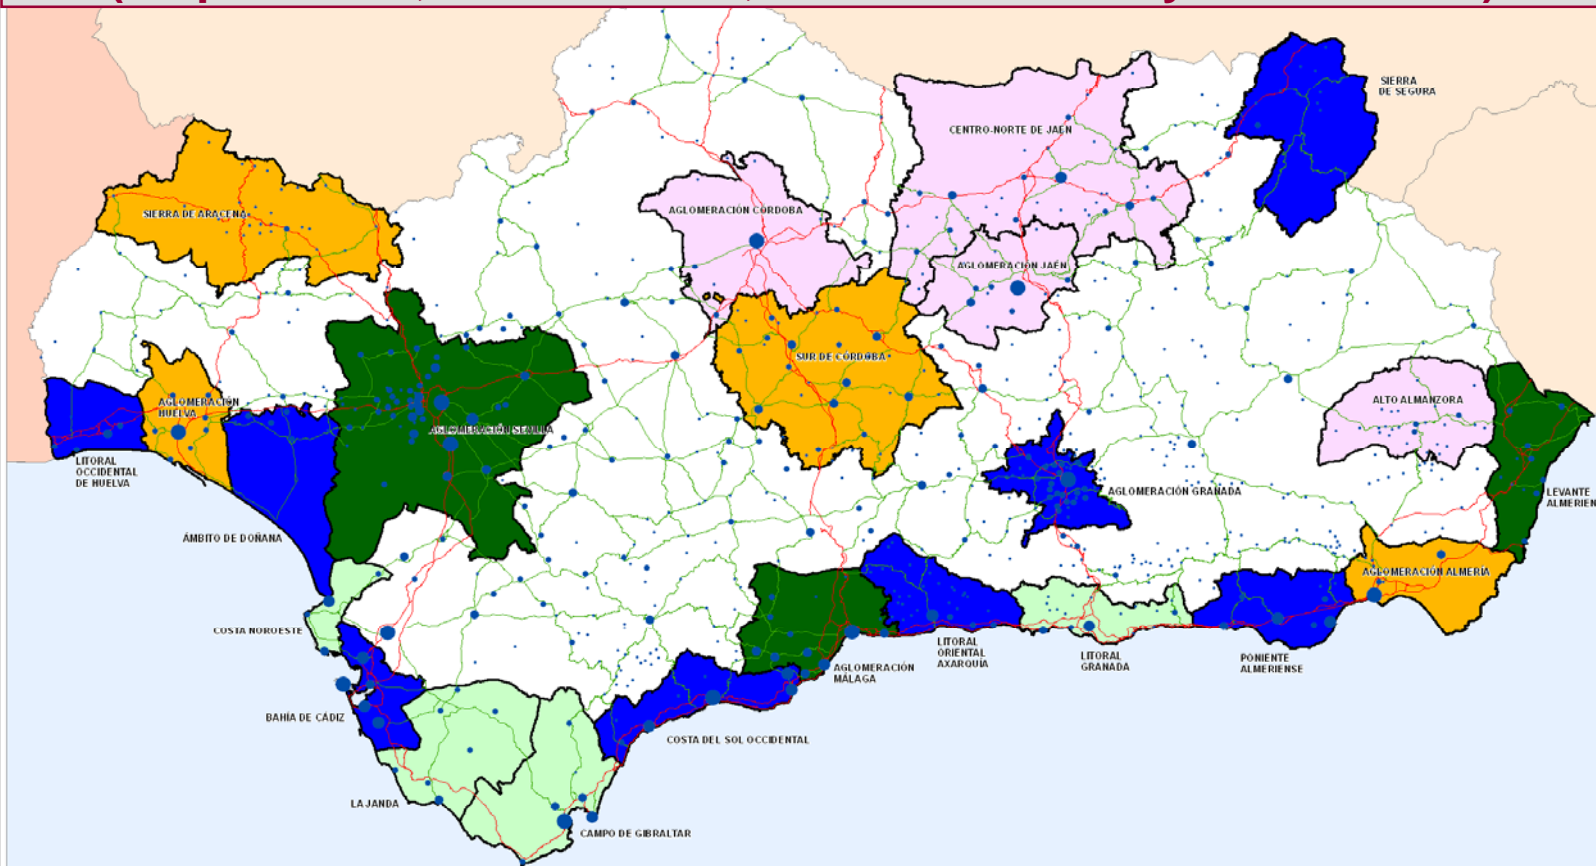 SIERRA
DE SEGURA
CENTRO-NORTE DE JAÉN
SIERRA DE ARACENA
AGLOMERACIÓN CÓRDOBA
AGLOMERACIÓN JAÉN
SUR DE CÓRDOBA
AGLOMERACIÓN
HUELVA
ALTO ALMANZORA
AGLOMERACIÓN SEVILLA
LITORAL
OCCIDENTAL
DE HUELVA
AGLOMERACIÓN GRANADA
LEVANTE
ALMERIEN
ÁMBITO DE DOÑANA
AGLOMERACIÓN ALMERÍA
COSTA NOROESTE
LITORAL
ORIENTAL
AXARQUÍA
LITORAL
GRANADA
PONIENTE
ALMERIENSE
AGLOMERACIÓN
MÁLAGA
BAHÍA DE CÁDIZ
COSTA DEL SOL OCCIDENTAL
LA JANDA
CAMPO DE GIBRALTAR